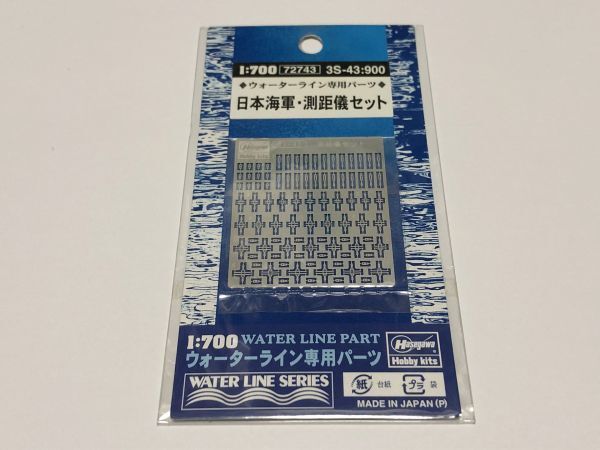 1:700 72743 3S-43:900
◆ウォーターライン専用パーツ◆
日本海軍・測距儀セット
Hasegawa
Hobby kits
1:700 WATER LINE PART
ウォーターライン専用パーツ
WATER LINE SERIES
Hasegawa
Hobby kits
紙 台紙 プラ 袋
MADE IN JAPAN (P)